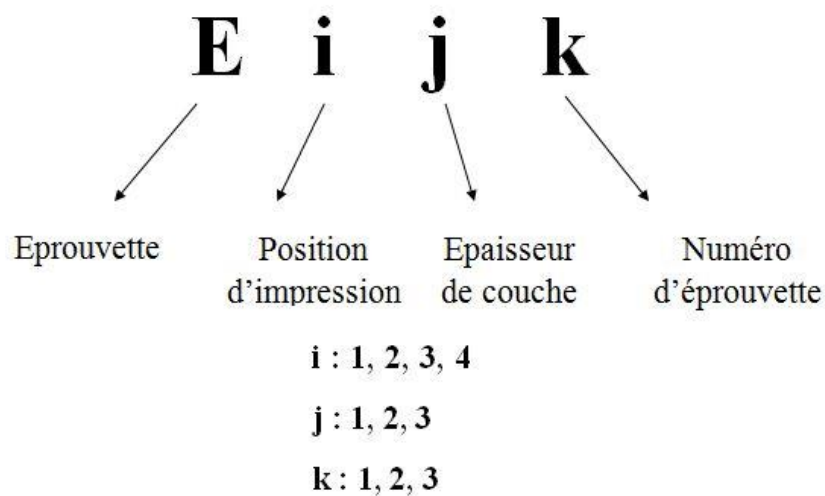 E i j k
Eprouvette Position d'impression Epaisseur de couche Numéro d'éprouvette
i : 1, 2, 3, 4
j : 1, 2, 3
k : 1, 2, 3